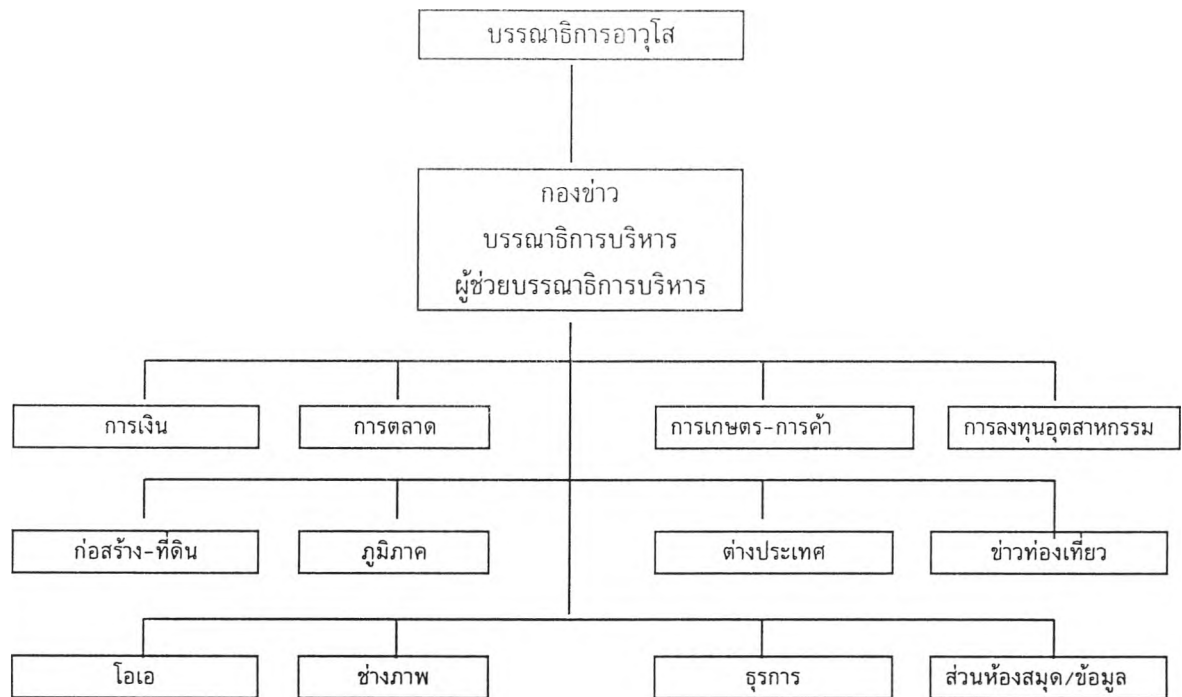 บรรณาธิการอาวุโส
กองข่าว
บรรณาธิการบริหาร
ผู้ช่วยบรรณาธิการบริหาร
การเงิน
การตลาด
การเกษตร-การค้า
การลงทุนอุตสาหกรรม
ก่อสร้าง-ที่ดิน
ภูมิภาค
ต่างประเทศ
ข่าวท่องเที่ยว
โอเอ
ช่างภาพ
ธุรการ
ส่วนห้องสมุด/ข้อมูล